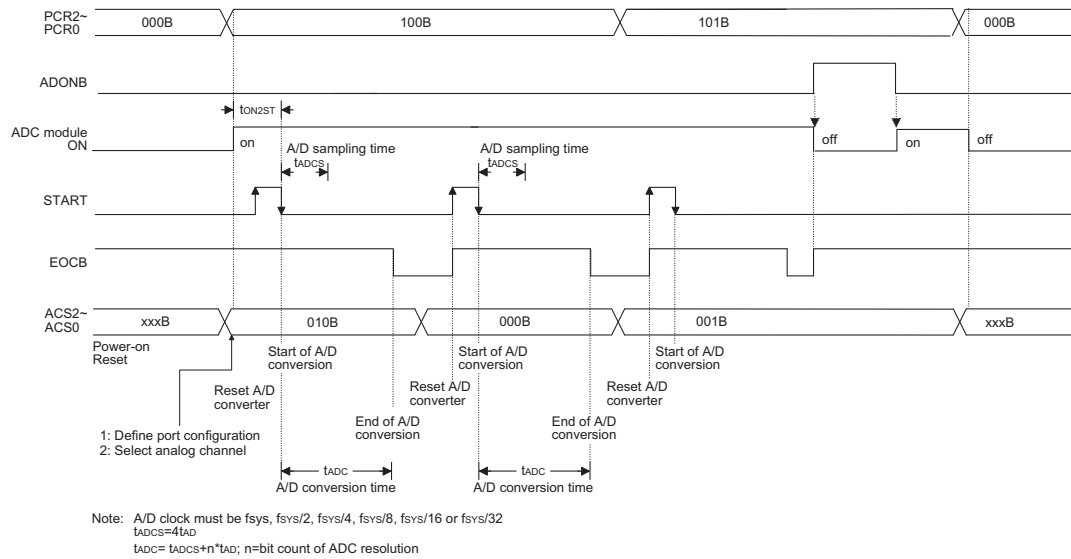 PCR2~
PCR0
000B
100B
101B
000B
ADONB
tON2ST
ADC module
ON
on
off
on
off
A/D sampling time
tADCS
A/D sampling time
tADCS
START
EOCB
ACS2~
ACS0
xxxB
010B
000B
001B
xxxB
Power-on
Reset
Start of A/D
conversion
Start of A/D
conversion
Start of A/D
conversion
Reset A/D
converter
Reset A/D
converter
Reset A/D
converter
End of A/D
conversion
End of A/D
conversion
1: Define port configuration
2: Select analog channel
tADC
A/D conversion time
tADC
A/D conversion time
Note: A/D clock must be fsys, fSYS/2, fSYS/4, fSYS/8, fSYS/16 or fSYS/32
tADCS=4tAD
tADC= tADCS+n*tAD; n=bit count of ADC resolution